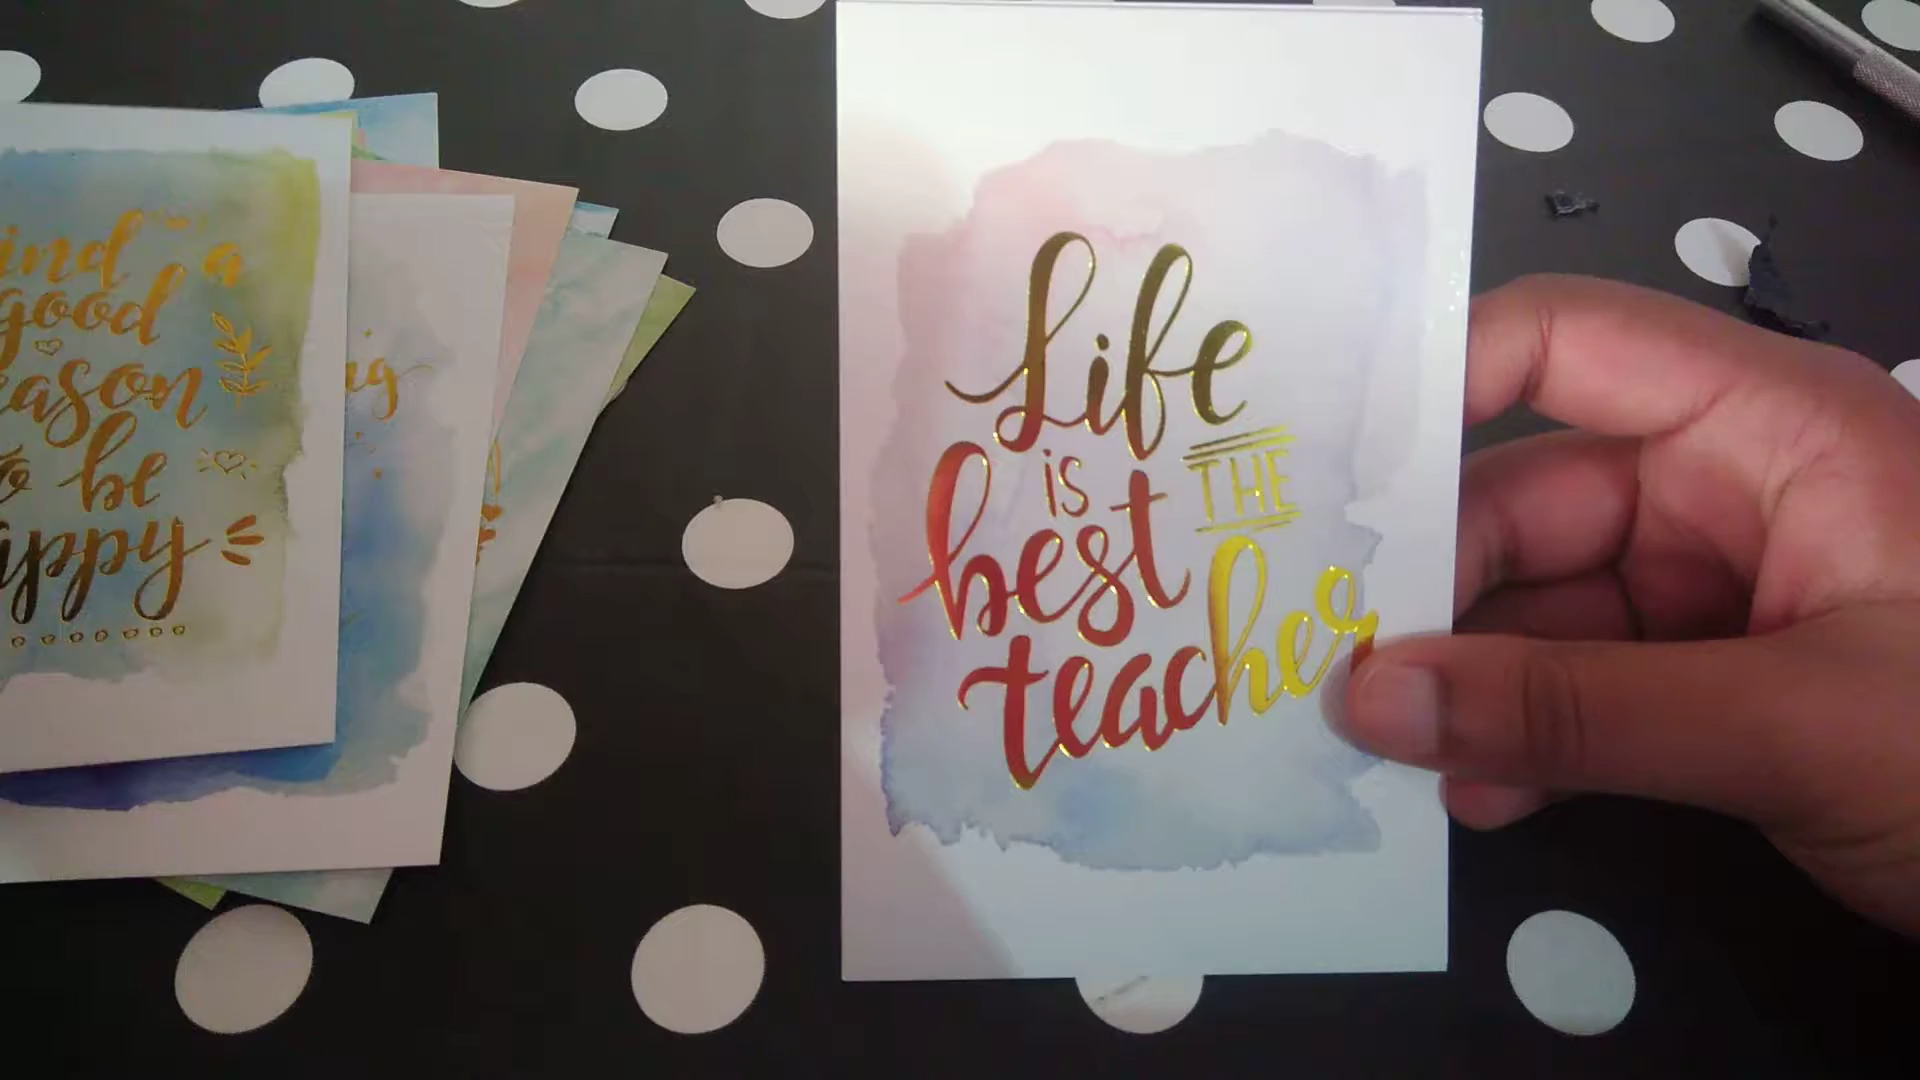 Life
is THE
best
teacher
a
good
to be